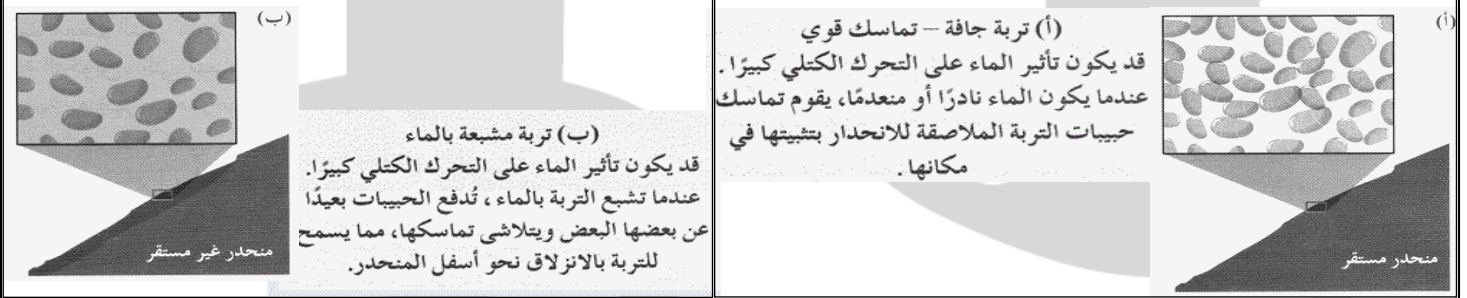 (أ)
(أ) تربة جافة – تماسك قوي
قد يكون تأثير الماء على التحرك الكتلي كبيرًا.
عندما يكون الماء نادرًا أو منعدمًا، يقوم تماسك
حبيبات التربة الملاصقة للانحدار بتثبيتها في
مكانها.
منحدر مستقر
(ب)
(ب) تربة مشبعة بالماء
قد يكون تأثير الماء على التحرك الكتلي كبيرًا.
عندما تشبع التربة بالماء ، تُدفع الحبيبات بعيدًا
عن بعضها البعض ويتلاشى تماسكها، مما يسمح
للتربة بالانزلاق نحو أسفل المنحدر.
منحدر غير مستقر